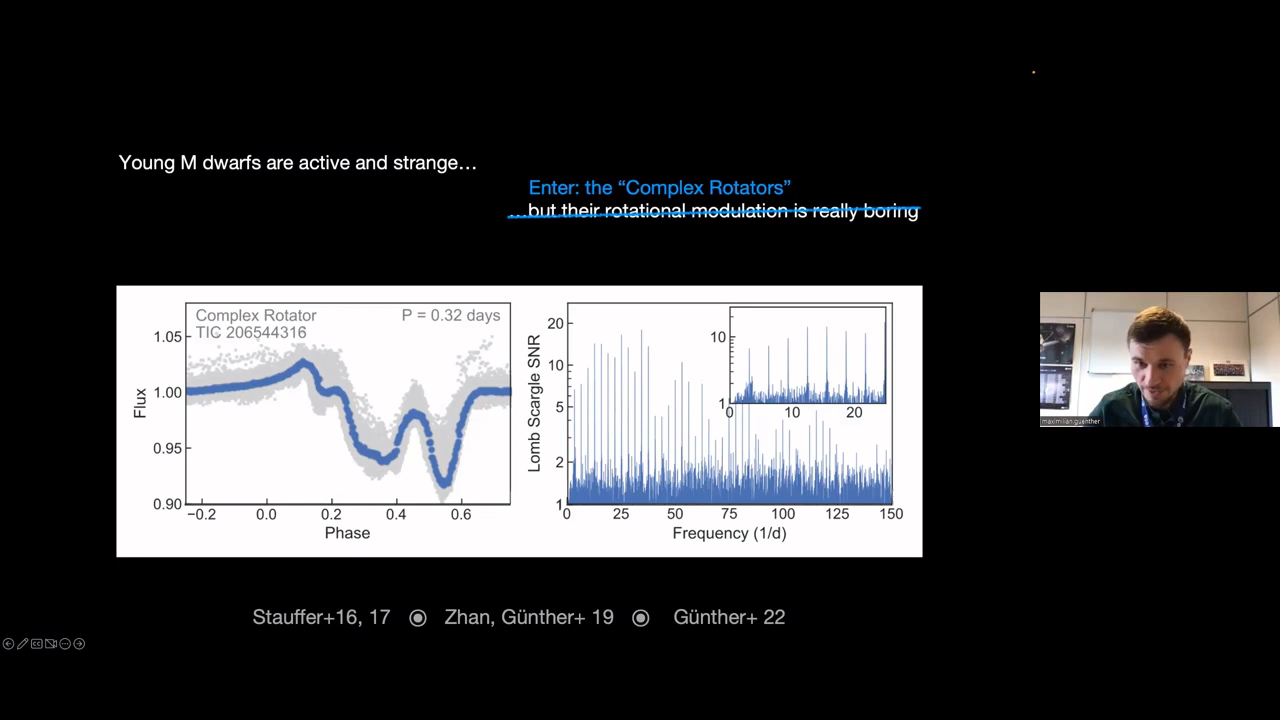 Young M dwarfs are active and strange…
Enter: the “Complex Rotators”
…but their rotational modulation is really boring
Complex Rotator
P = 0.32 days
TIC 206544316
Flux
1.05
1.00
0.95
0.90
−0.2
0.0
0.2
0.4
0.6
Phase
Lomb Scargle SNR
20
10
5
2
1
0
25
50
75
100
125
150
Frequency (1/d)
10
1
0
10
20
Stauffer+16, 17 ◉ Zhan, Günther+ 19 ◉ Günther+ 22
CC
maximilian.guenther